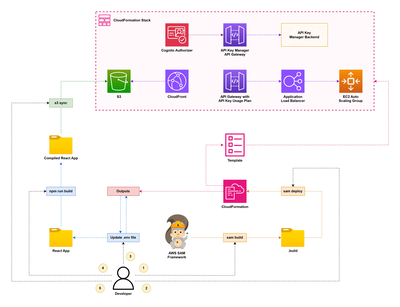 CloudFormation Stack
Cognito Authorizer
API Key Manager
API Gateway
API Key
Manager Backend
S3
CloudFront
API Gateway with
API Key Usage Plan
Application
Load Balancer
EC2 Auto
Scaling Group
s3 sync
Compiled React App
Template
npm run build
Outputs
CloudFormation
sam deploy
React App
Update .env file
AWS SAM
Framework
sam build
.build
3
4
1
5
2
Developer